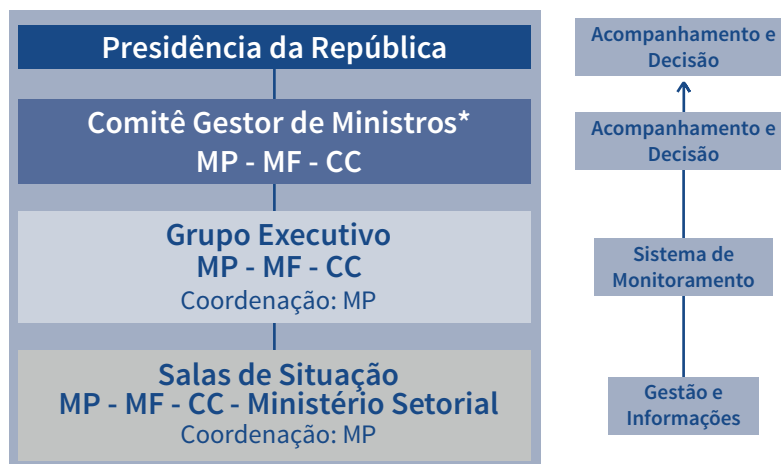 Presidência da República
Comitê Gestor de Ministros*
MP - MF - CC
Grupo Executivo
MP - MF - CC
Coordenação: MP
Salas de Situação
MP - MF - CC - Ministério Setorial
Coordenação: MP
Acompanhamento e
Decisão
Acompanhamento e
Decisão
Sistema de
Monitoramento
Gestão e
Informações